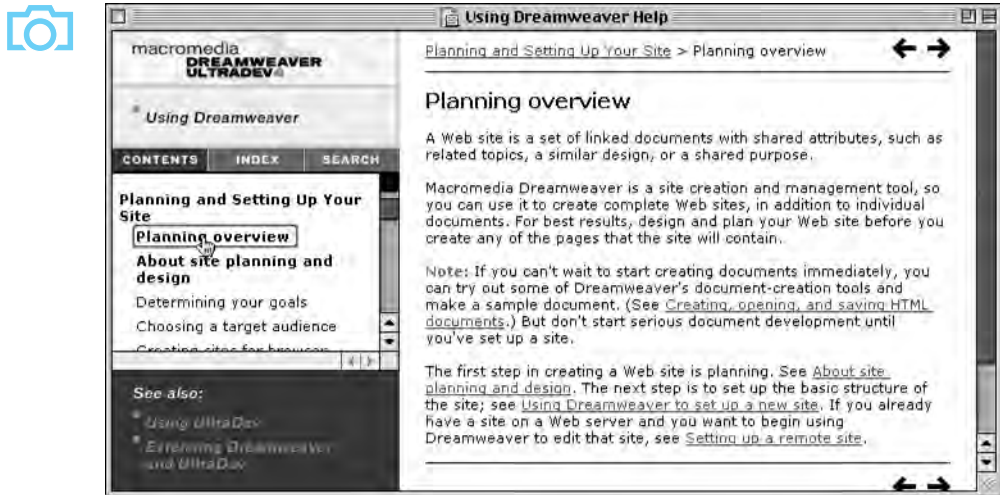 Using Dreamweaver Help
macromedia
DREAMWEAVER
ULTRADEV 4
Using Dreamweaver
CONTENTS INDEX SEARCH
Planning and Setting Up Your
Site
Planning overview
About site planning and
design
Determining your goals
Choosing a target audience
Creating sites for browser
See also:
Using UltraDev
Extending Dreamweaver
and UltraDev
Planning and Setting Up Your Site > Planning overview
Planning overview
A Web site is a set of linked documents with shared attributes, such as
related topics, a similar design, or a shared purpose.
Macromedia Dreamweaver is a site creation and management tool, so
you can use it to create complete Web sites, in addition to individual
documents. For best results, design and plan your Web site before you
create any of the pages that the site will contain.
Note: If you can't wait to start creating documents immediately, you
can try out some of Dreamweaver's document-creation tools and
make a sample document. (See Creating, opening, and saving HTML
documents.) But don't start serious document development until
you've set up a site.
The first step in creating a Web site is planning. See About site
planning and design. The next step is to set up the basic structure of
the site; see Using Dreamweaver to set up a new site. If you already
have a site on a Web server and you want to begin using
Dreamweaver to edit that site, see Setting up a remote site.